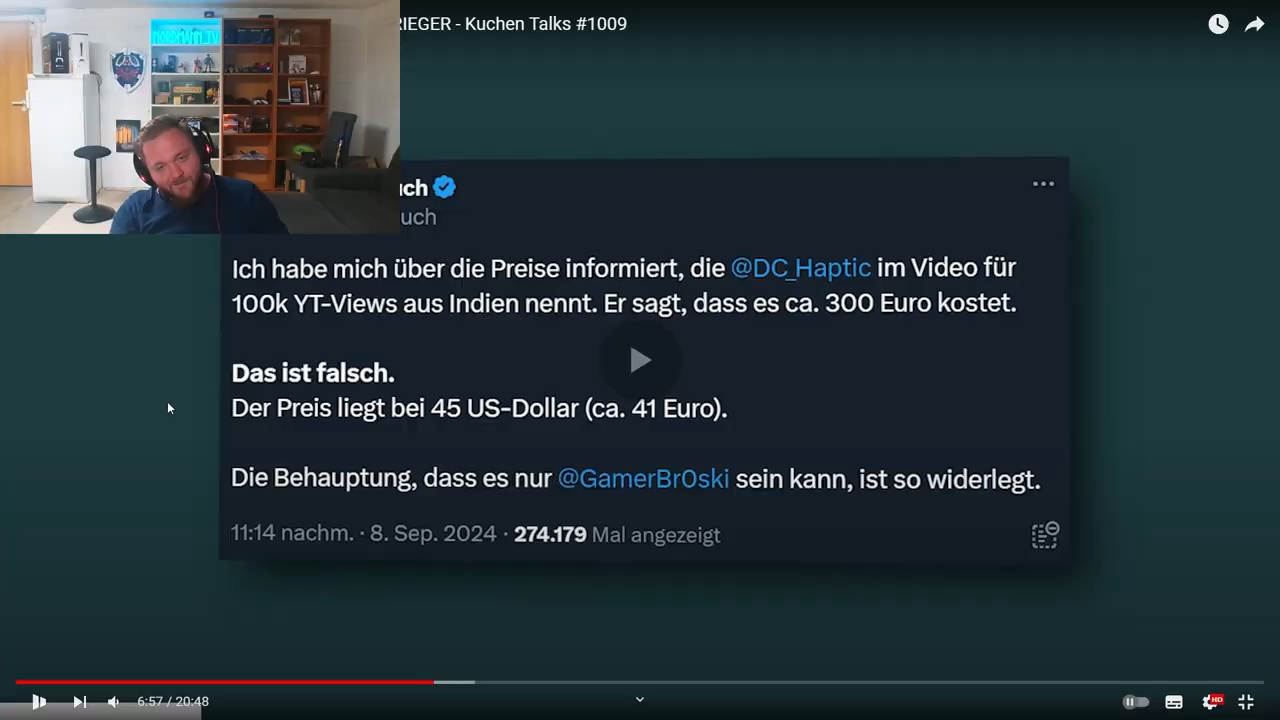 RIEGER - Kuchen Talks #1009
uch
uch
Ich habe mich über die Preise informiert, die @DC_Haptic im Video für
100k YT-Views aus Indien nennt. Er sagt, dass es ca. 300 Euro kostet.
Das ist falsch.
Der Preis liegt bei 45 US-Dollar (ca. 41 Euro).
Die Behauptung, dass es nur @GamerBr0ski sein kann, ist so widerlegt.
11:14 nachm. · 8. Sep. 2024 · 274.179 Mal angezeigt
6:57 / 20:48
HD